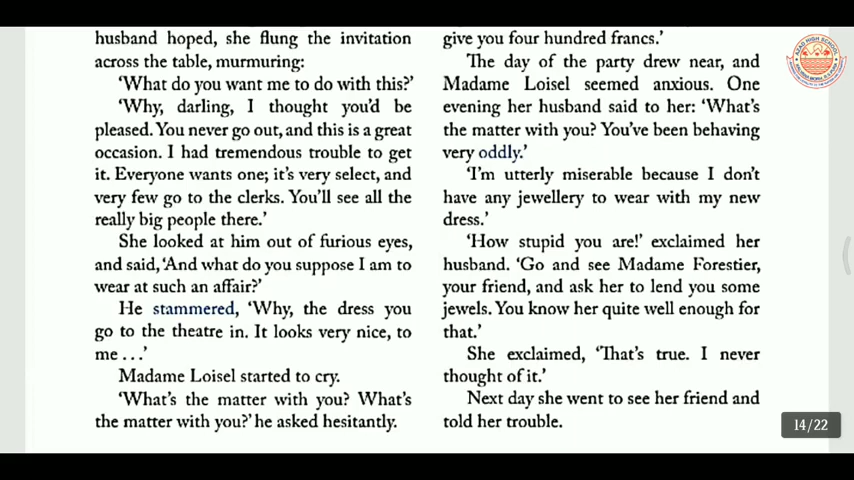 husband hoped, she flung the invitation
across the table, murmuring:
‘What do you want me to do with this?’
‘Why, darling, I thought you’d be
pleased. You never go out, and this is a great
occasion. I had tremendous trouble to get
it. Everyone wants one; it’s very select, and
very few go to the clerks. You’ll see all the
really big people there.’
She looked at him out of furious eyes,
and said, ‘And what do you suppose I am to
wear at such an affair?’
He stammered, ‘Why, the dress you
go to the theatre in. It looks very nice, to
me . . .’
Madame Loisel started to cry.
‘What’s the matter with you? What’s
the matter with you?’ he asked hesitantly.
give you four hundred francs.’
The day of the party drew near, and
Madame Loisel seemed anxious. One
evening her husband said to her: ‘What’s
the matter with you? You’ve been behaving
very oddly.’
‘I’m utterly miserable because I don’t
have any jewellery to wear with my new
dress.’
‘How stupid you are!’ exclaimed her
husband. ‘Go and see Madame Forestier,
your friend, and ask her to lend you some
jewels. You know her quite well enough for
that.’
She exclaimed, ‘That’s true. I never
thought of it.’
Next day she went to see her friend and
told her trouble.
14/22
AZAD HIGH SCHOOL